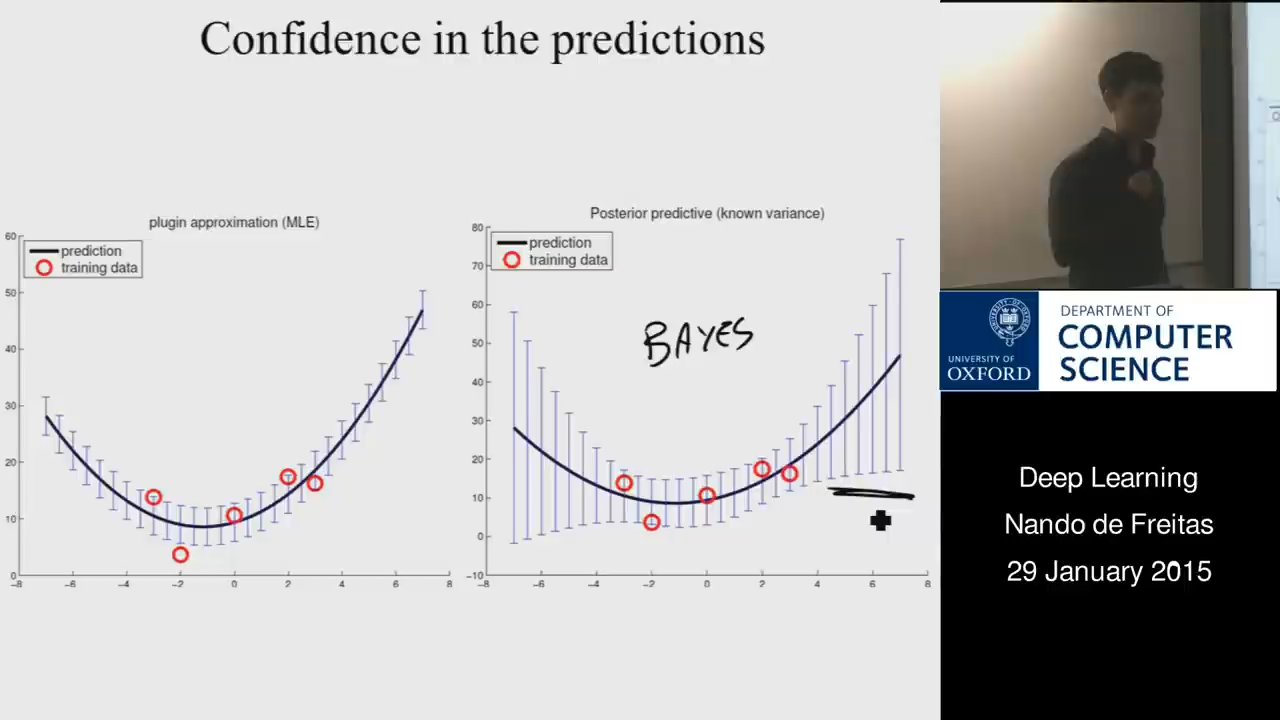 Confidence in the predictions
plugin approximation (MLE)
prediction
training data
60
50
40
30
20
10
0
−8
−6
−4
−2
0
2
4
6
8
Posterior predictive (known variance)
prediction
training data
BAYES
80
70
60
50
40
30
20
10
0
−10
−8
−6
−4
−2
0
2
4
6
8
UNIVERSITY OF
OXFORD
DEPARTMENT OF
COMPUTER
SCIENCE
Deep Learning
Nando de Freitas
29 January 2015